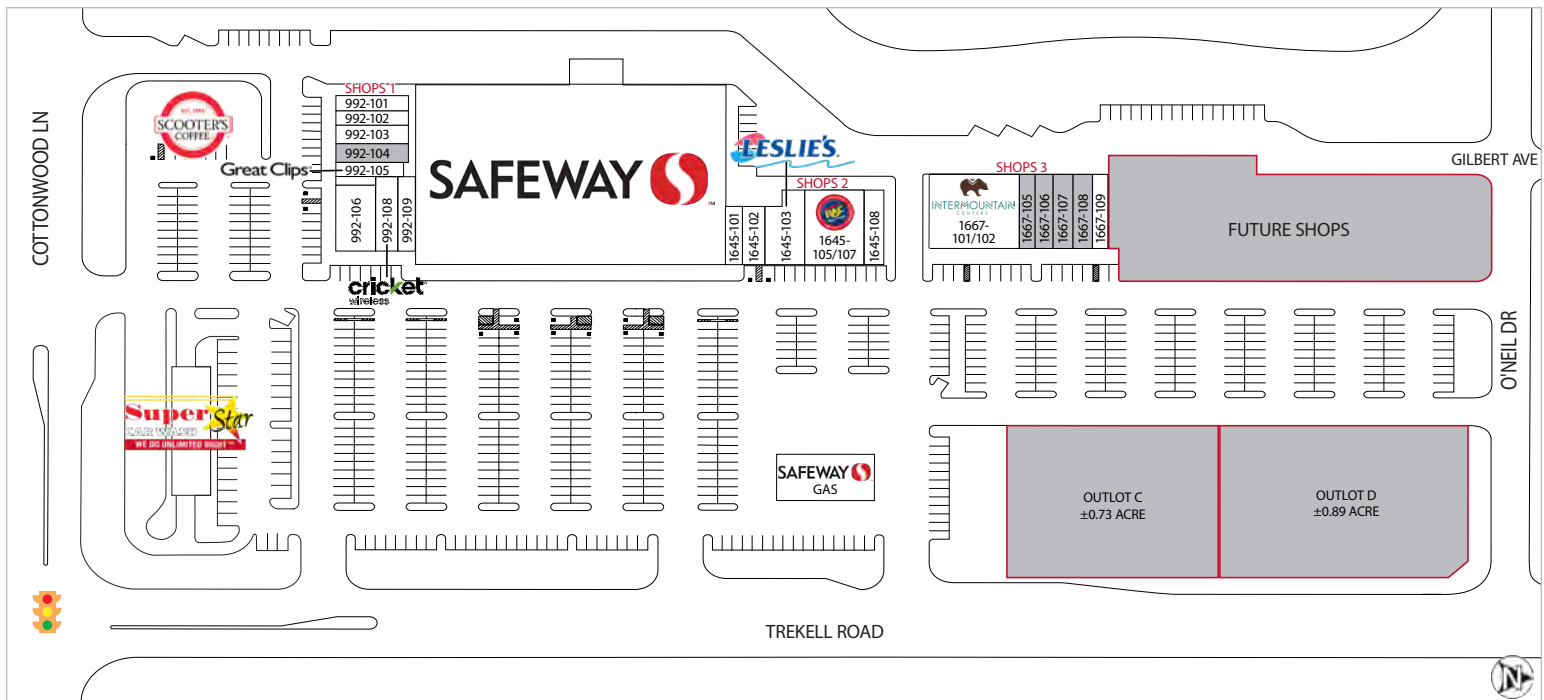 COTTONWOOD LN
EST. 1998
SCOOTER'S
COFFEE
SHOPS 1
992-101
992-102
992-103
992-104
Great Clips
992-105
992-106
992-108
992-109
cricket
wireless
SAFEWAY
™
LESLIE'S.
SHOPS 2
1645-101
1645-102
1645-103
1645-
105/107
1645-108
SHOPS 3
INTERMOUNTAIN
CENTERS
1667-
101/102
1667-105
1667-106
1667-107
1667-108
1667-109
FUTURE SHOPS
GILBERT AVE
O'NEIL DR
Super Star
CAR WASH
WE DO UNLIMITED RIGHT
SAFEWAY
GAS
OUTLOT C
±0.73 ACRE
OUTLOT D
±0.89 ACRE
TREKELL ROAD
N